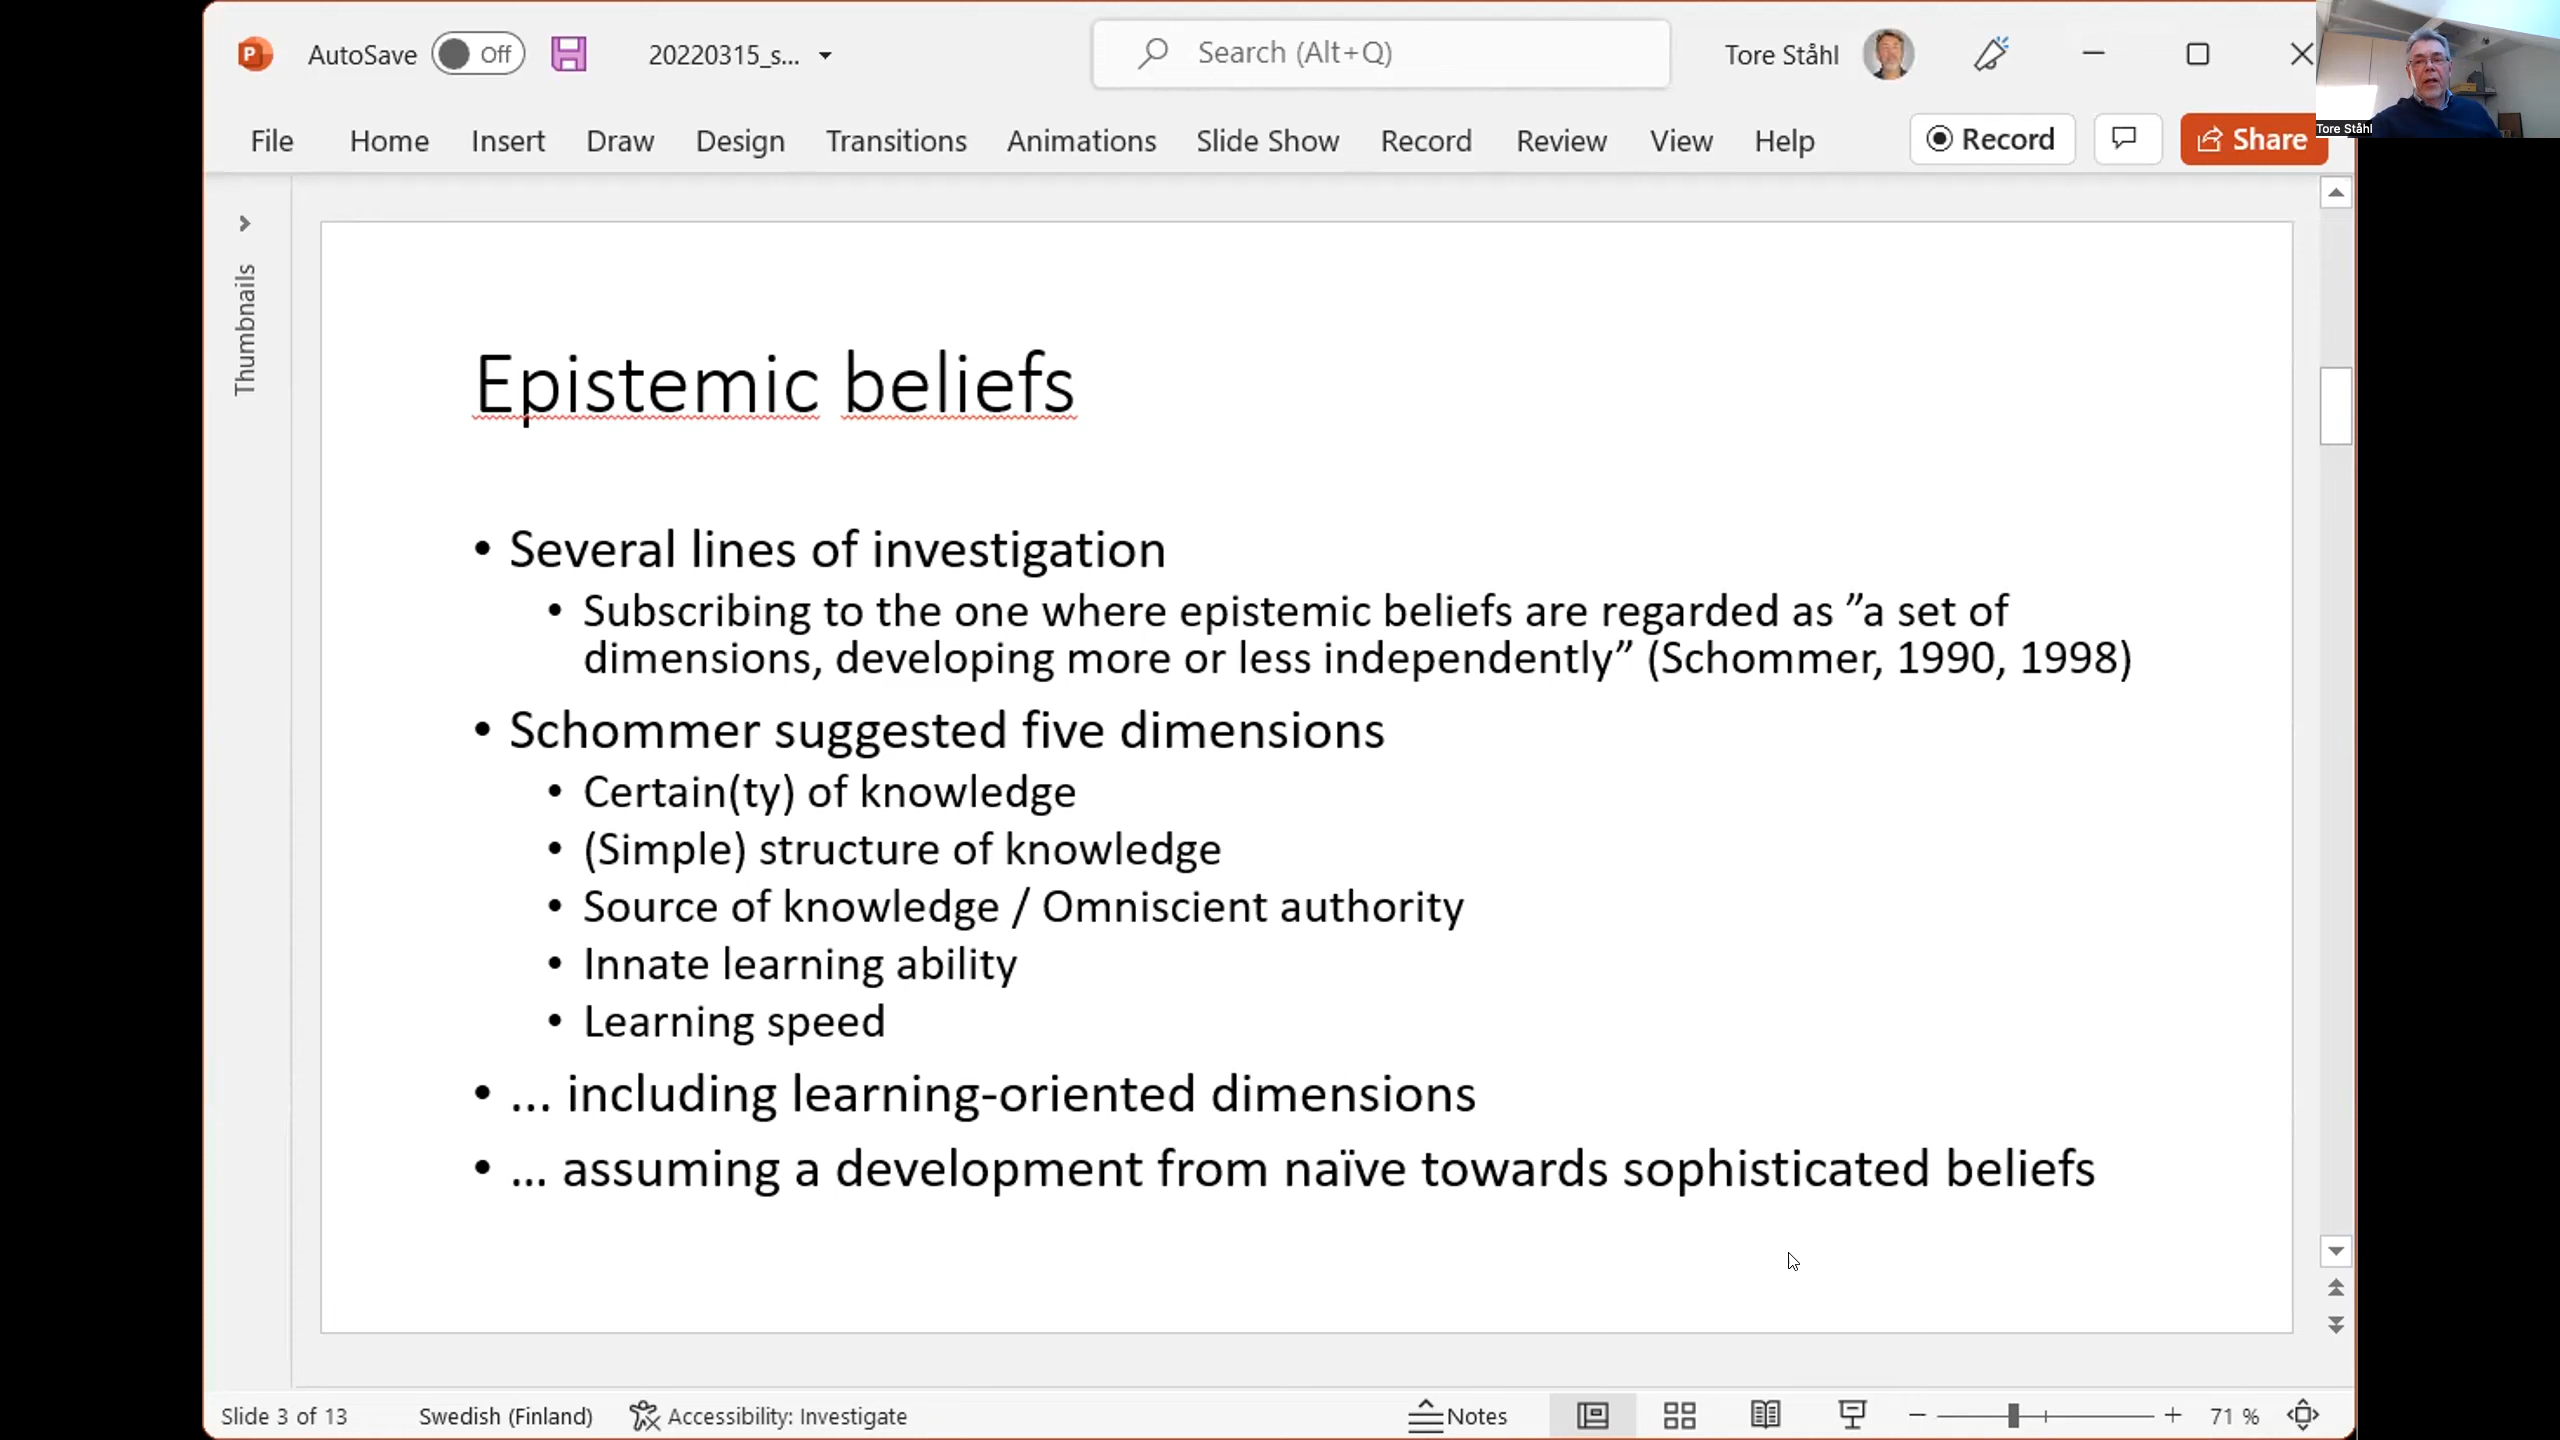 AutoSave Off 20220315_s... Search (Alt+Q) Tore Ståhl
File Home Insert Draw Design Transitions Animations Slide Show Record Review View Help Record Share
Tore Ståhl
Thumbnails
Epistemic beliefs
• Several lines of investigation
• Subscribing to the one where epistemic beliefs are regarded as ”a set of
dimensions, developing more or less independently” (Schommer, 1990, 1998)
• Schommer suggested five dimensions
• Certain(ty) of knowledge
• (Simple) structure of knowledge
• Source of knowledge / Omniscient authority
• Innate learning ability
• Learning speed
• ... including learning-oriented dimensions
• ... assuming a development from naïve towards sophisticated beliefs
Slide 3 of 13 Swedish (Finland) Accessibility: Investigate Notes 71 %